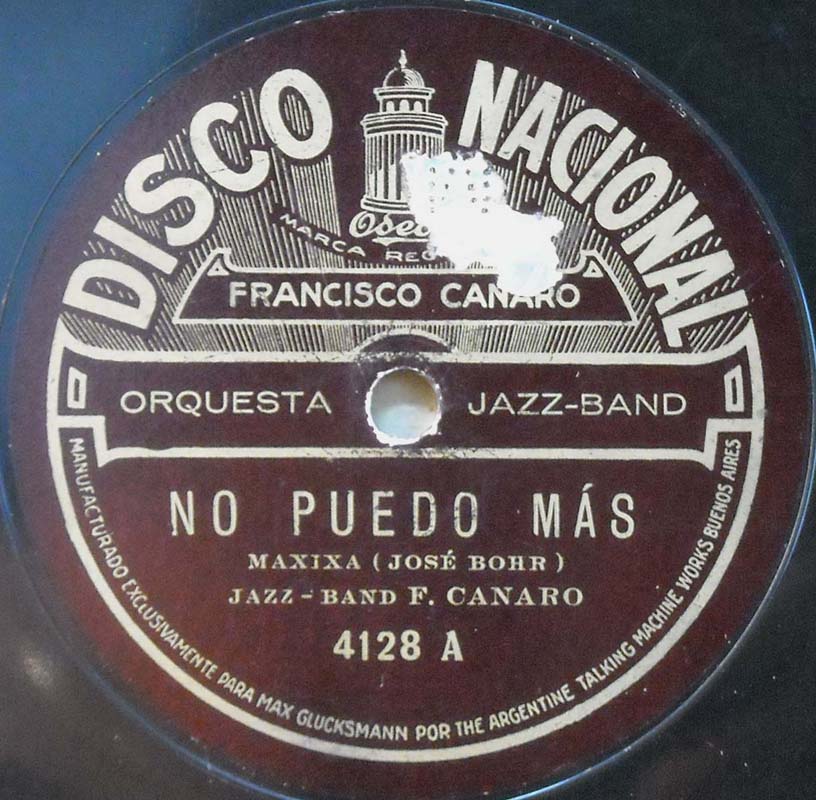 DISCO NACIONAL
MARCA
FRANCISCO CANARO
ORQUESTA JAZZ-BAND
NO PUEDO MÁS
MAXIXA (JOSÉ BOHR)
JAZZ-BAND F. CANARO
4128 A
MANUFACTURADO EXCLUSIVAMENTE PARA MAX GLUCKSMANN POR THE ARGENTINE TALKING MACHINE WORKS BUENOS AIRES